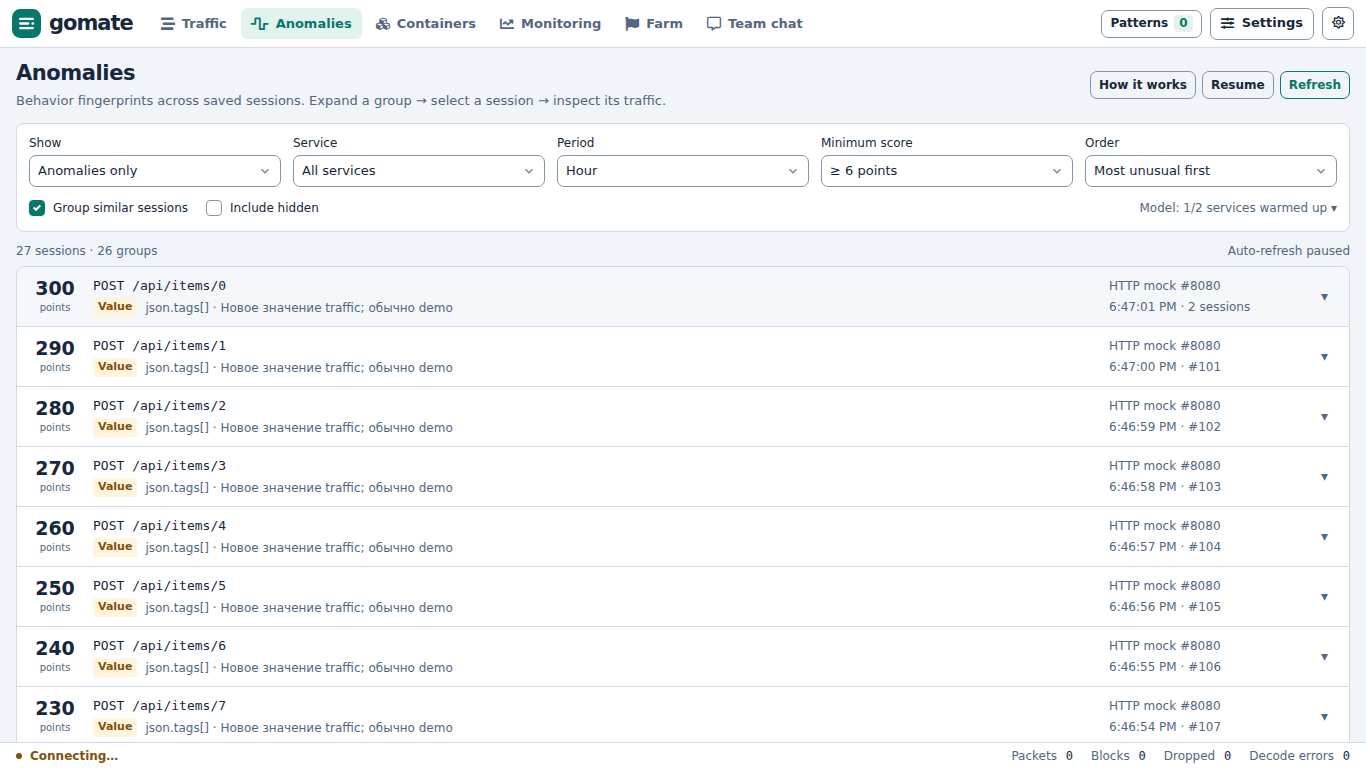 gomate Traffic Anomalies Containers Monitoring Farm Team chat Patterns 0 Settings
Anomalies
Behavior fingerprints across saved sessions. Expand a group → select a session → inspect its traffic.
How it works Resume Refresh
Show Service Period Minimum score Order
Anomalies only All services Hour ≥ 6 points Most unusual first
Group similar sessions Include hidden Model: 1/2 services warmed up ▾
27 sessions · 26 groups Auto-refresh paused
300 POST /api/items/0 HTTP mock #8080
points Value json.tags[] · Новое значение traffic; обычно demo 6:47:01 PM · 2 sessions ▼
290 POST /api/items/1 HTTP mock #8080
points Value json.tags[] · Новое значение traffic; обычно demo 6:47:00 PM · #101 ▼
280 POST /api/items/2 HTTP mock #8080
points Value json.tags[] · Новое значение traffic; обычно demo 6:46:59 PM · #102 ▼
270 POST /api/items/3 HTTP mock #8080
points Value json.tags[] · Новое значение traffic; обычно demo 6:46:58 PM · #103 ▼
260 POST /api/items/4 HTTP mock #8080
points Value json.tags[] · Новое значение traffic; обычно demo 6:46:57 PM · #104 ▼
250 POST /api/items/5 HTTP mock #8080
points Value json.tags[] · Новое значение traffic; обычно demo 6:46:56 PM · #105 ▼
240 POST /api/items/6 HTTP mock #8080
points Value json.tags[] · Новое значение traffic; обычно demo 6:46:55 PM · #106 ▼
230 POST /api/items/7 HTTP mock #8080
points Value json.tags[] · Новое значение traffic; обычно demo 6:46:54 PM · #107 ▼
Connecting… Packets 0 Blocks 0 Dropped 0 Decode errors 0